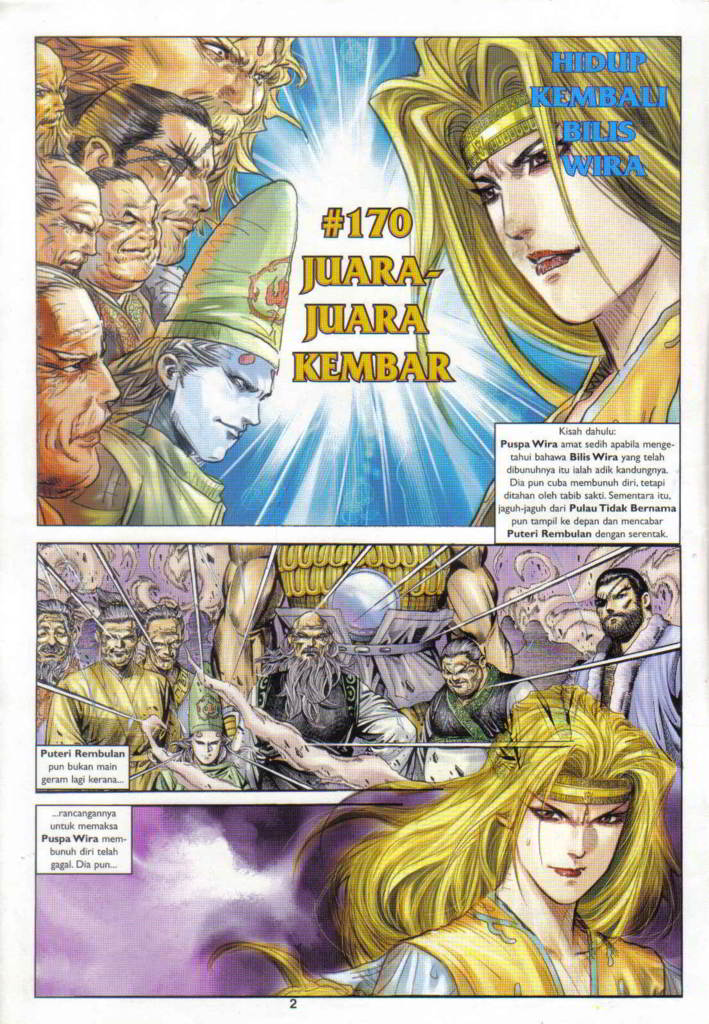 HIDUP
KEMBALI
BILIS
WIRA
#170
JUARA-
JUARA
KEMBAR
Kisah dahulu:
Puspa Wira amat sedih apabila menge-
tahui bahawa Bilis Wira yang telah
dibunuhnya itu ialah adik kandungnya.
Dia pun cuba membunuh diri, tetapi
ditahan oleh tabib sakti. Sementara itu,
jaguh-jaguh dari Pulau Tidak Bernama
pun tampil ke depan dan mencabar
Puteri Rembulan dengan serentak.
Puteri Rembulan
pun bukan main
geram lagi kerana...
...rancangannya
untuk memaksa
Puspa Wira mem-
bunuh diri telah
gagal. Dia pun...
2